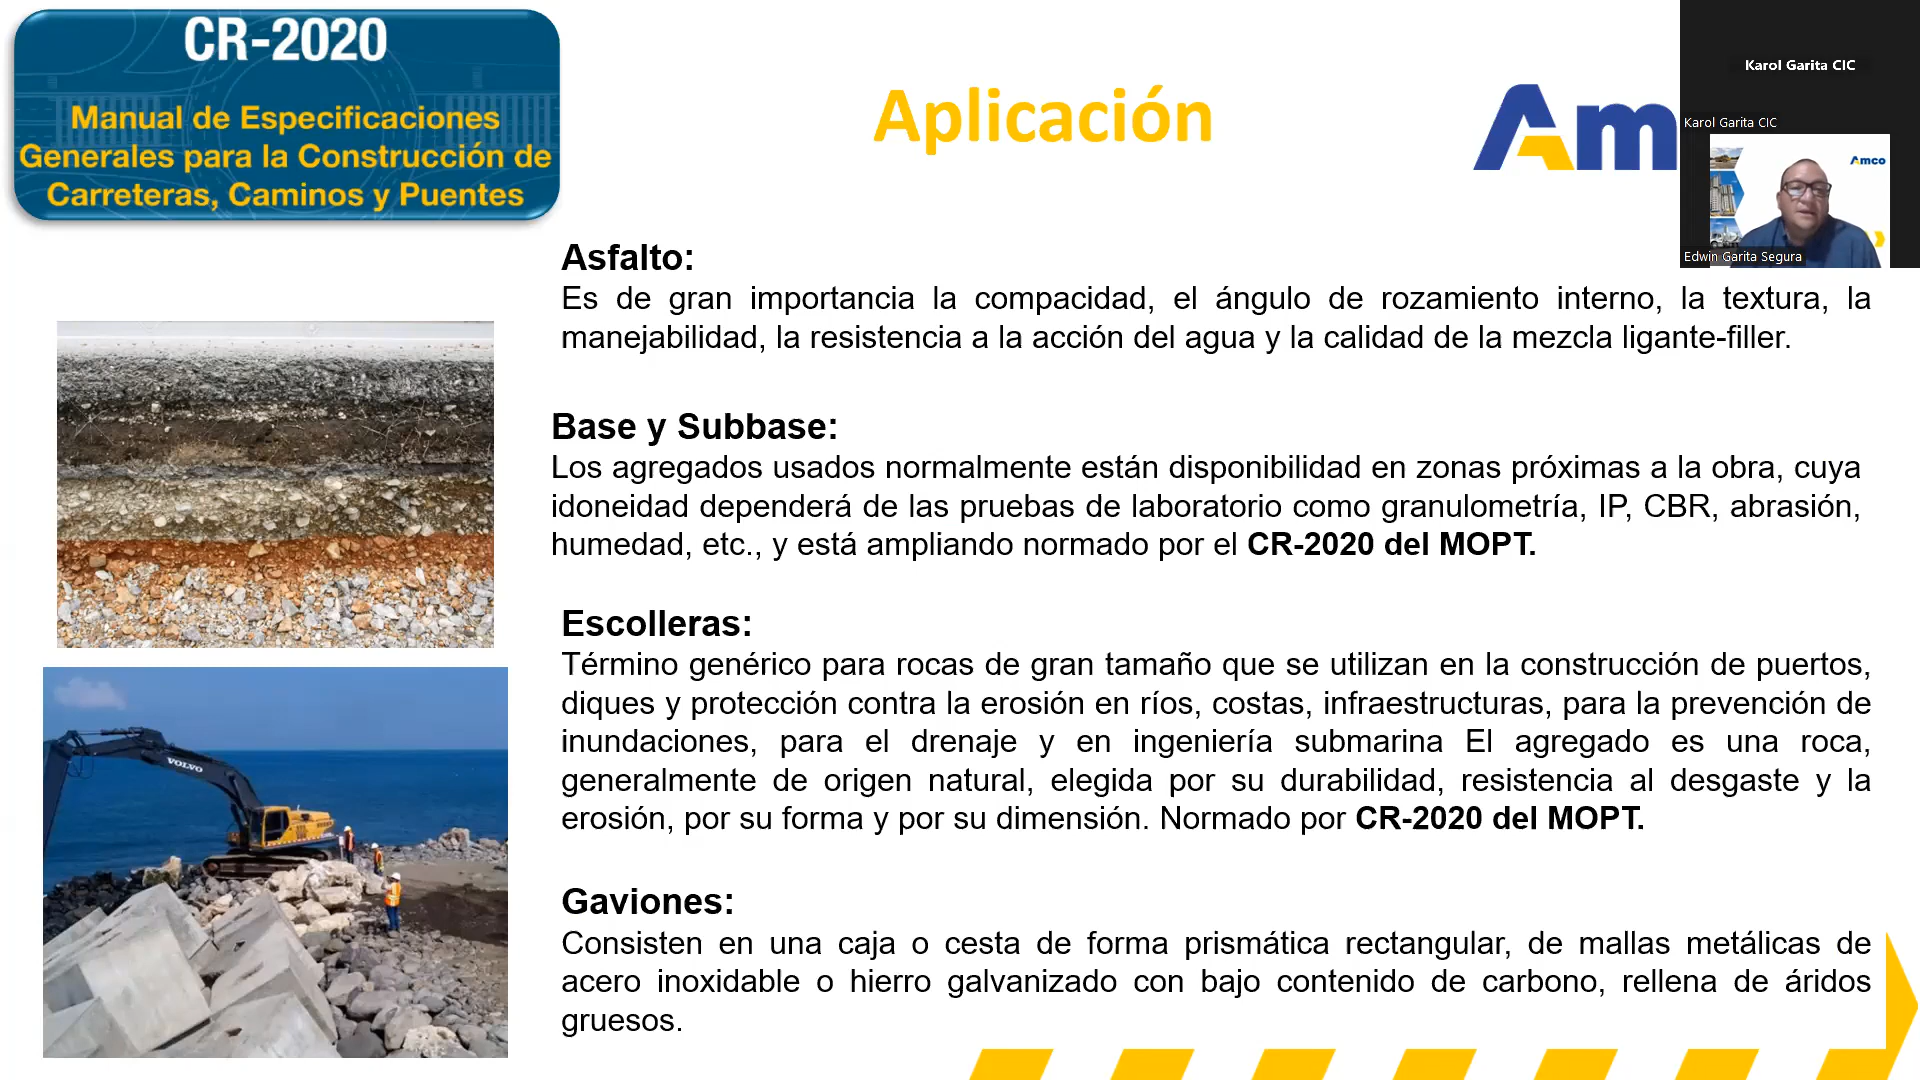 CR-2020
Manual de Especificaciones
Generales para la Construcción de
Carreteras, Caminos y Puentes
Aplicación
Am
Karol Garita CIC
Karol Garita CIC
Amco
Edwin Garita Segura
Asfalto:
Es de gran importancia la compacidad, el ángulo de rozamiento interno, la textura, la
manejabilidad, la resistencia a la acción del agua y la calidad de la mezcla ligante-filler.
Base y Subbase:
Los agregados usados normalmente están disponibilidad en zonas próximas a la obra, cuya
idoneidad dependerá de las pruebas de laboratorio como granulometría, IP, CBR, abrasión,
humedad, etc., y está ampliando normado por el CR-2020 del MOPT.
Escolleras:
Término genérico para rocas de gran tamaño que se utilizan en la construcción de puertos,
diques y protección contra la erosión en ríos, costas, infraestructuras, para la prevención de
inundaciones, para el drenaje y en ingeniería submarina El agregado es una roca,
generalmente de origen natural, elegida por su durabilidad, resistencia al desgaste y la
erosión, por su forma y por su dimensión. Normado por CR-2020 del MOPT.
VOLVO
Gaviones:
Consisten en una caja o cesta de forma prismática rectangular, de mallas metálicas de
acero inoxidable o hierro galvanizado con bajo contenido de carbono, rellena de áridos
gruesos.